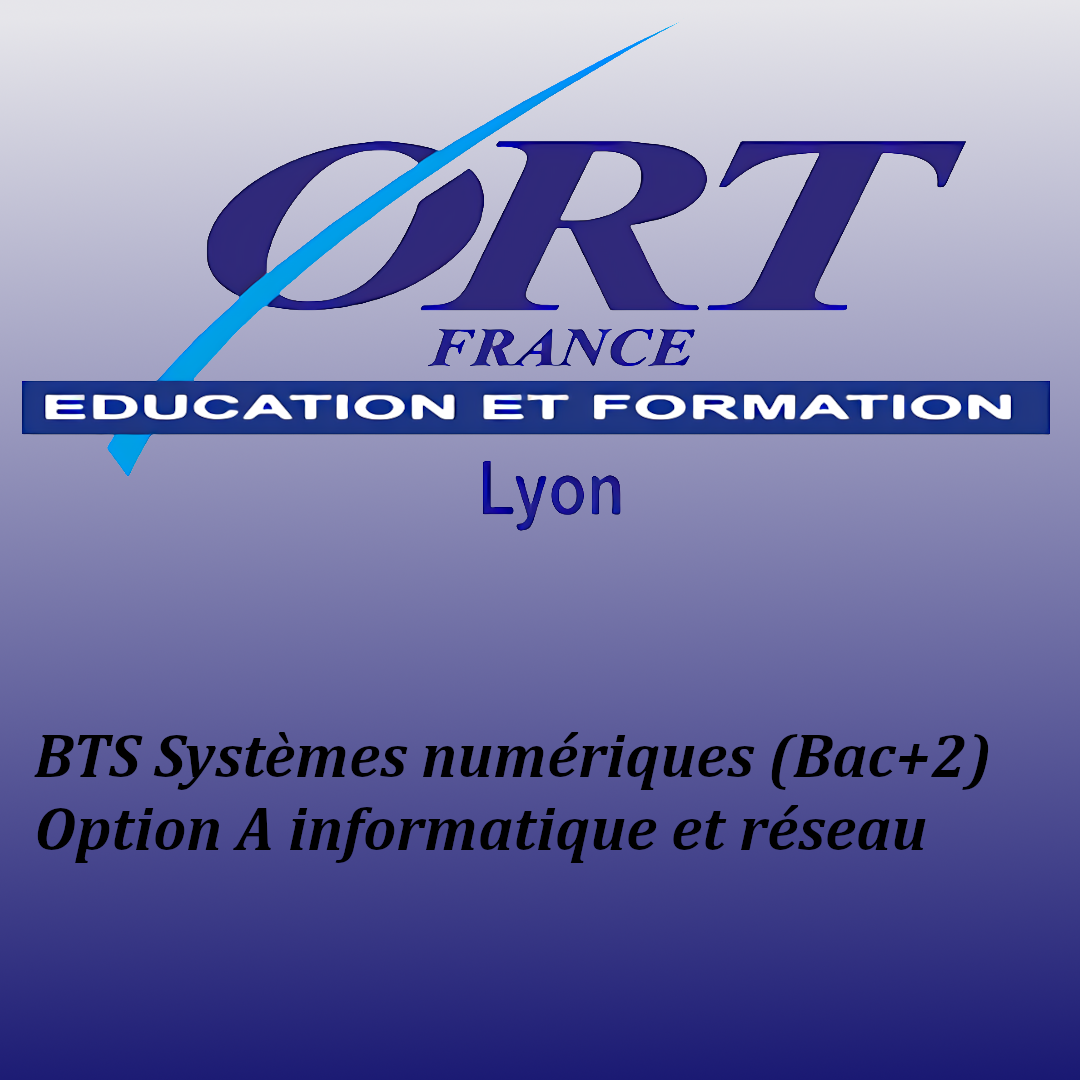 ORT
FRANCE
EDUCATION ET FORMATION
Lyon
BTS Systèmes numériques (Bac+2)
Option A informatique et réseau